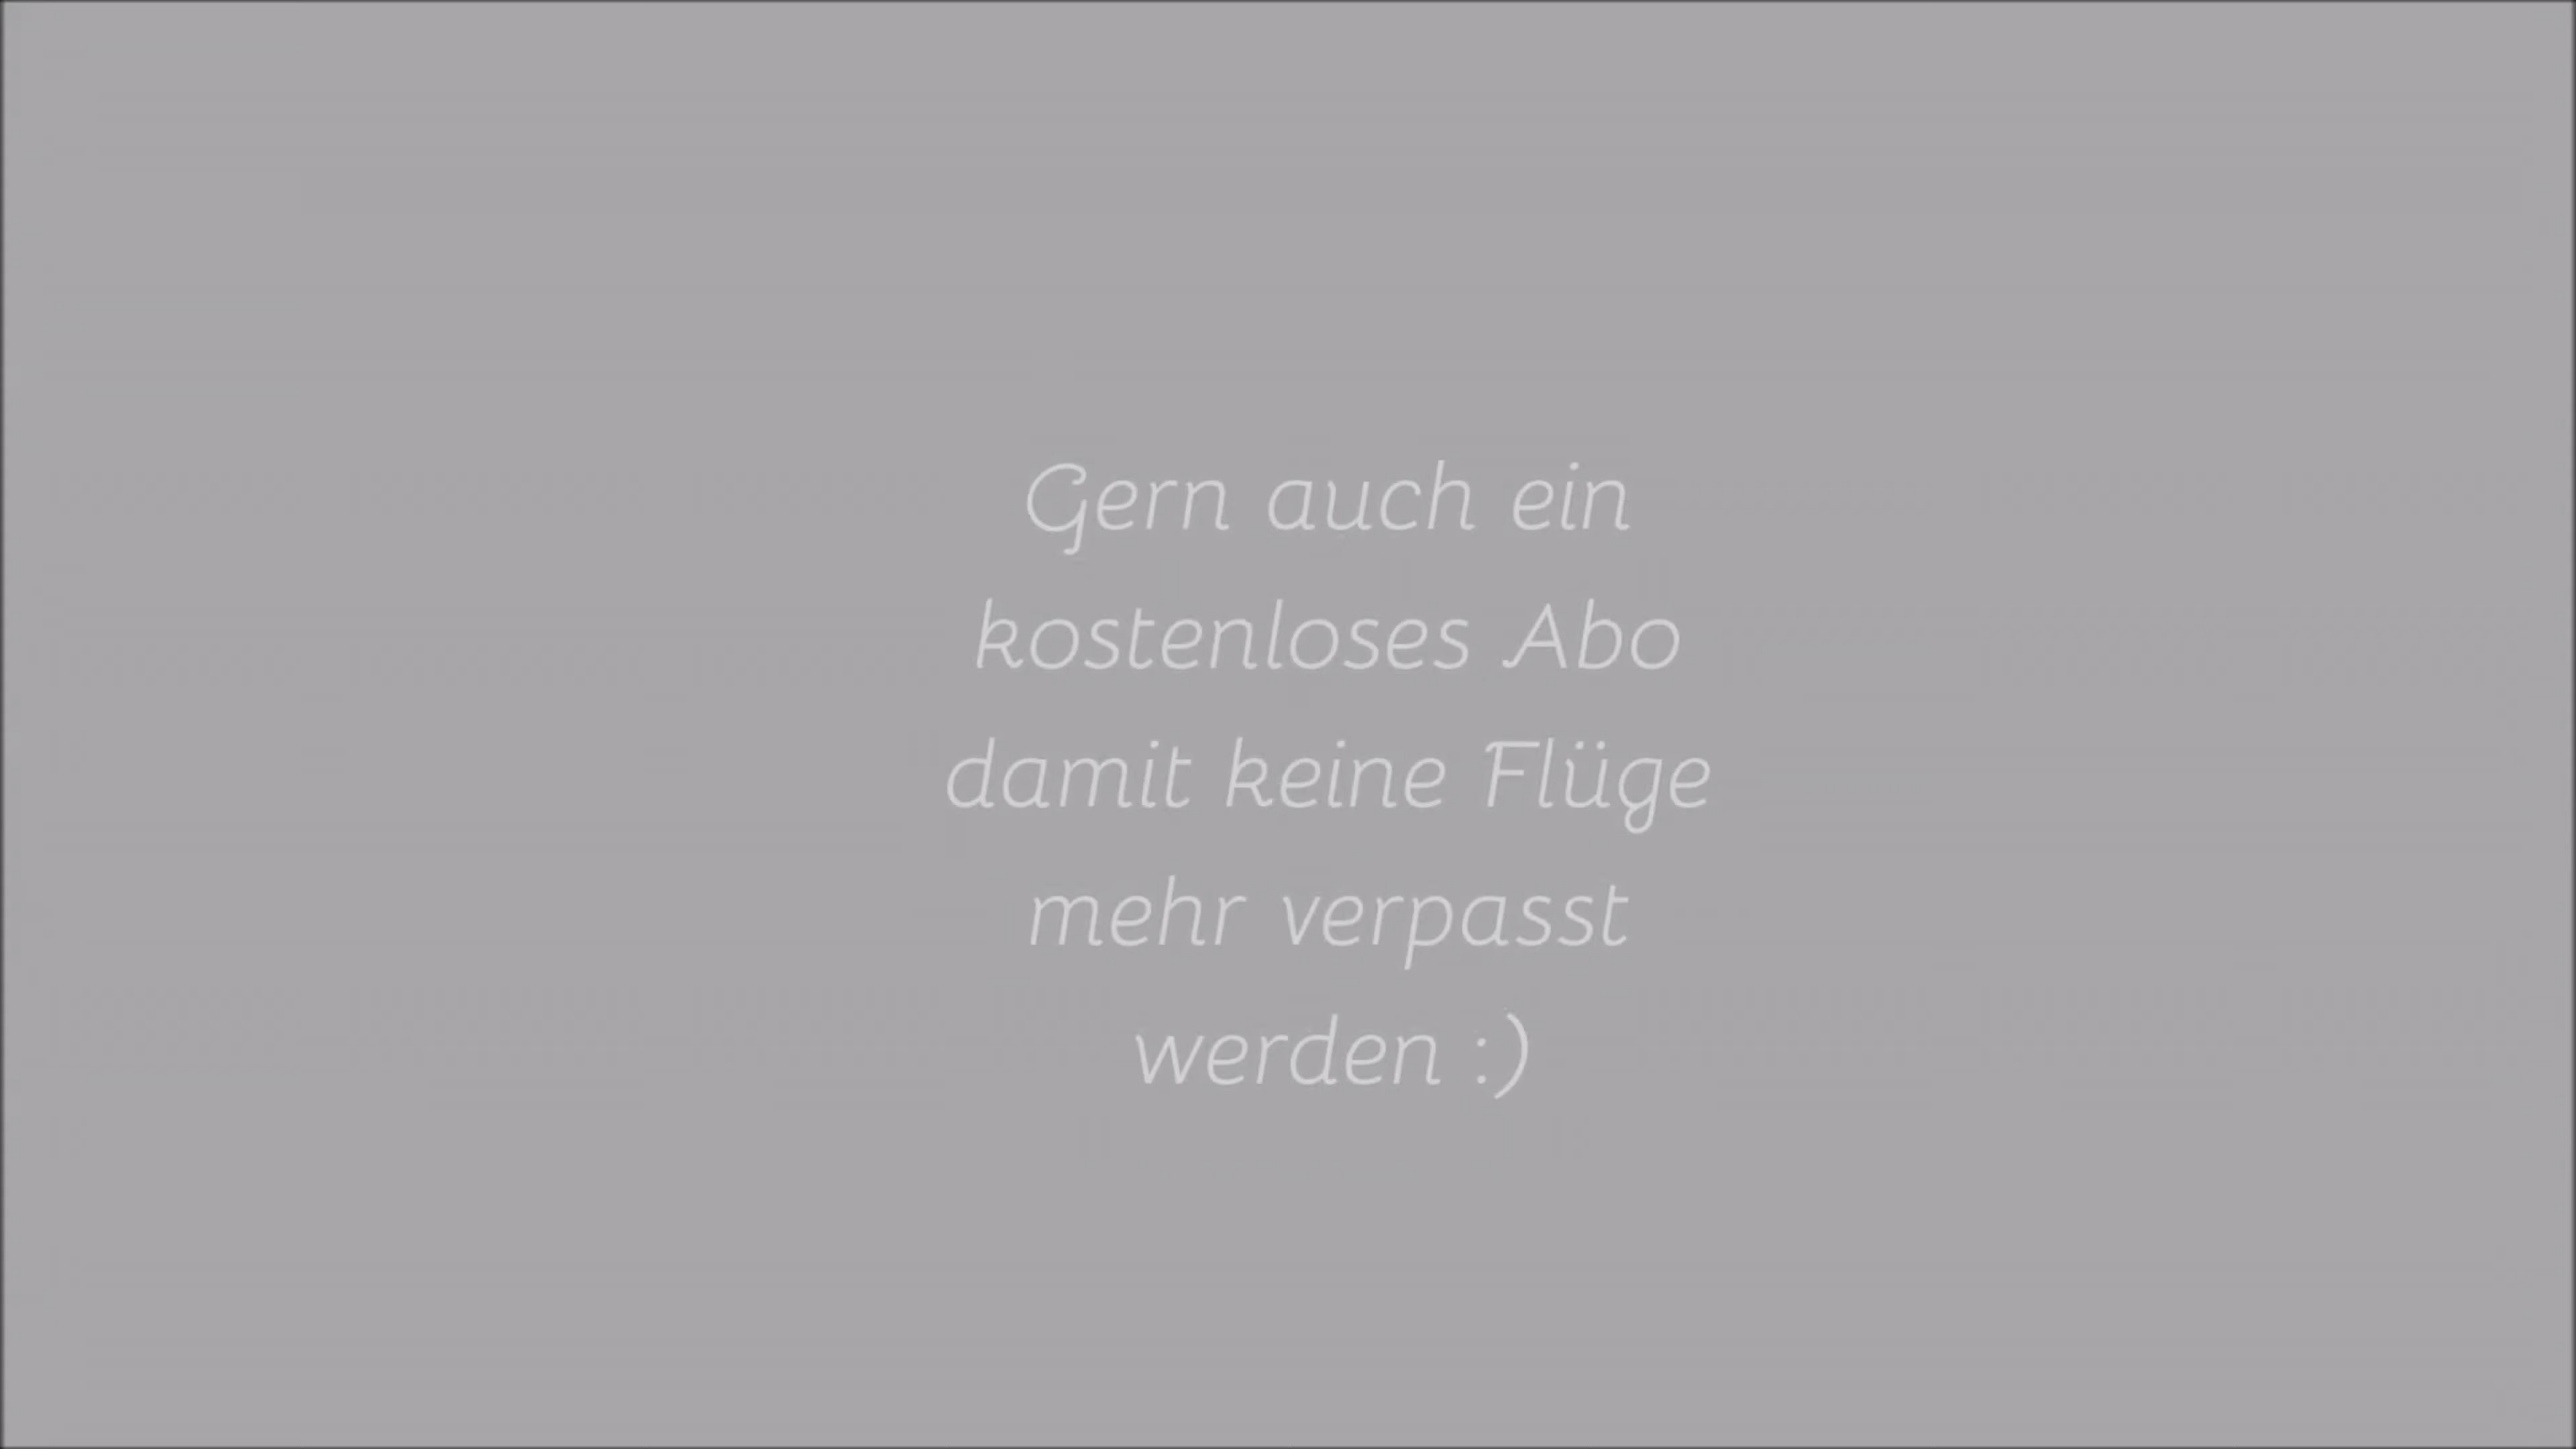 Gern auch ein
kostenloses Abo
damit keine Flüge
mehr verpasst
werden :)